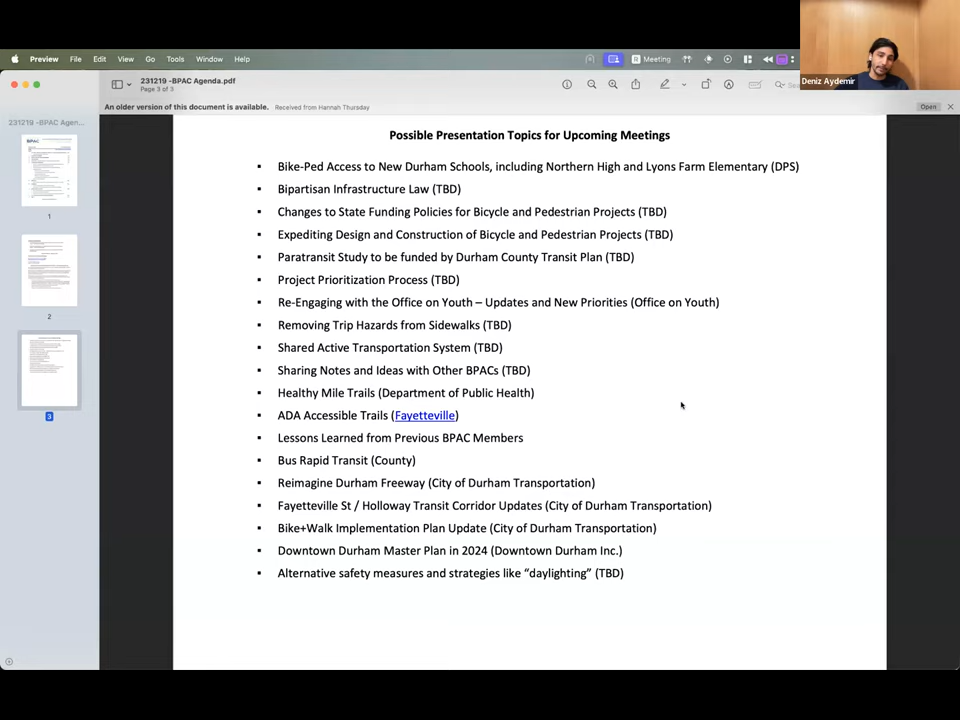 Deniz Aydemir
Preview File Edit View Go Tools Window Help
Meeting
231219 -BPAC Agenda.pdf
Page 3 of 3
An older version of this document is available. Received from Hannah Thursday
Open
231219 -BPAC Agen...
1
2
3
Possible Presentation Topics for Upcoming Meetings
▪ Bike-Ped Access to New Durham Schools, including Northern High and Lyons Farm Elementary (DPS)
▪ Bipartisan Infrastructure Law (TBD)
▪ Changes to State Funding Policies for Bicycle and Pedestrian Projects (TBD)
▪ Expediting Design and Construction of Bicycle and Pedestrian Projects (TBD)
▪ Paratransit Study to be funded by Durham County Transit Plan (TBD)
▪ Project Prioritization Process (TBD)
▪ Re-Engaging with the Office on Youth – Updates and New Priorities (Office on Youth)
▪ Removing Trip Hazards from Sidewalks (TBD)
▪ Shared Active Transportation System (TBD)
▪ Sharing Notes and Ideas with Other BPACs (TBD)
▪ Healthy Mile Trails (Department of Public Health)
▪ ADA Accessible Trails (Fayetteville)
▪ Lessons Learned from Previous BPAC Members
▪ Bus Rapid Transit (County)
▪ Reimagine Durham Freeway (City of Durham Transportation)
▪ Fayetteville St / Holloway Transit Corridor Updates (City of Durham Transportation)
▪ Bike+Walk Implementation Plan Update (City of Durham Transportation)
▪ Downtown Durham Master Plan in 2024 (Downtown Durham Inc.)
▪ Alternative safety measures and strategies like “daylighting” (TBD)